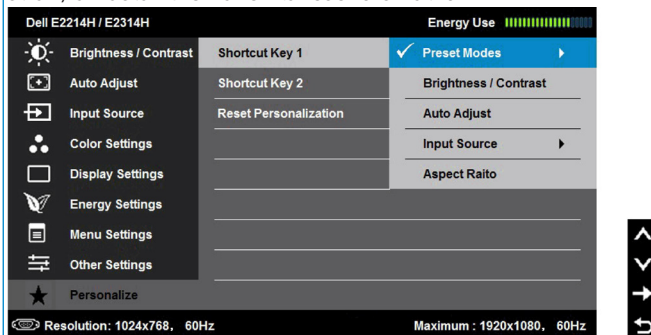 Dell E2214H / E2314H Energy Use
Brightness / Contrast Shortcut Key 1 Preset Modes
Auto Adjust Shortcut Key 2 Brightness / Contrast
Input Source Reset Personalization Auto Adjust
Color Settings Input Source
Display Settings Aspect Raito
Energy Settings
Menu Settings
Other Settings
Personalize
Resolution: 1024x768, 60Hz Maximum : 1920x1080, 60Hz